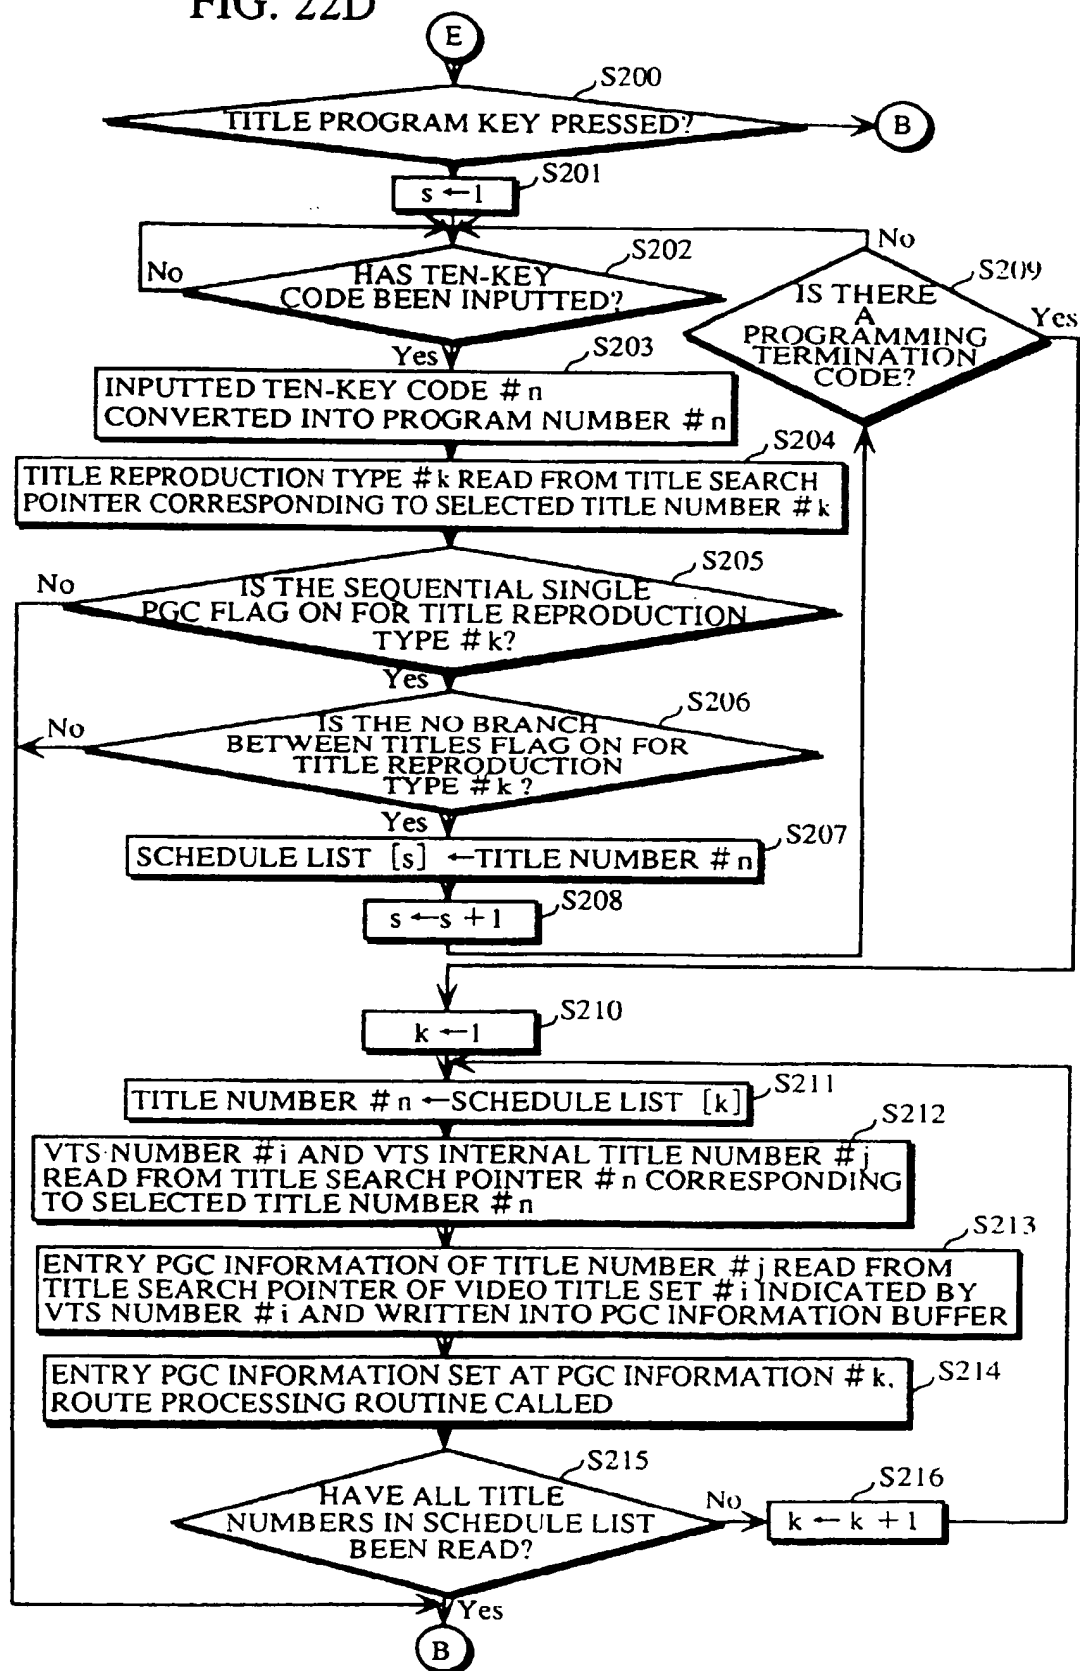 FIG. 22D
E
S200
TITLE PROGRAM KEY PRESSED?
B
S201
s ← 1
No
S202
HAS TEN-KEY
CODE BEEN INPUTTED?
No
S209
IS THERE
A
PROGRAMMING
TERMINATION
CODE?
Yes
Yes
S203
INPUTTED TEN-KEY CODE #n
CONVERTED INTO PROGRAM NUMBER #n
S204
TITLE REPRODUCTION TYPE #k READ FROM TITLE SEARCH
POINTER CORRESPONDING TO SELECTED TITLE NUMBER #k
S205
No
IS THE SEQUENTIAL SINGLE
PGC FLAG ON FOR TITLE REPRODUCTION
TYPE #k?
Yes
S206
No
IS THE NO BRANCH
BETWEEN TITLES FLAG ON FOR
TITLE REPRODUCTION
TYPE #k ?
Yes
S207
SCHEDULE LIST [s] ←TITLE NUMBER #n
S208
s ←s +1
S210
k ←1
S211
TITLE NUMBER #n ←SCHEDULE LIST [k]
S212
VTS NUMBER #i AND VTS INTERNAL TITLE NUMBER #j
READ FROM TITLE SEARCH POINTER #n CORRESPONDING
TO SELECTED TITLE NUMBER #n
S213
ENTRY PGC INFORMATION OF TITLE NUMBER #j READ FROM
TITLE SEARCH POINTER OF VIDEO TITLE SET #i INDICATED BY
VTS NUMBER #i AND WRITTEN INTO PGC INFORMATION BUFFER
ENTRY PGC INFORMATION SET AT PGC INFORMATION #k,
ROUTE PROCESSING ROUTINE CALLED
S214
S215
HAVE ALL TITLE
NUMBERS IN SCHEDULE LIST
BEEN READ?
No
S216
k ← k +1
Yes
B